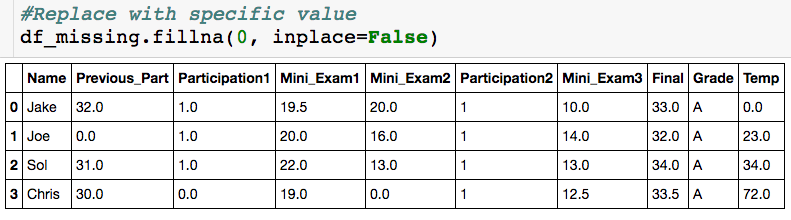 #Replace with specific value
df_missing.fillna(0, inplace=False)
Name Previous_Part Participation1 Mini_Exam1 Mini_Exam2 Participation2 Mini_Exam3 Final Grade Temp
0 Jake 32.0 1.0 19.5 20.0 1 10.0 33.0 A 0.0
1 Joe 0.0 1.0 20.0 16.0 1 14.0 32.0 A 23.0
2 Sol 31.0 1.0 22.0 13.0 1 13.0 34.0 A 34.0
3 Chris 30.0 0.0 19.0 0.0 1 12.5 33.5 A 72.0